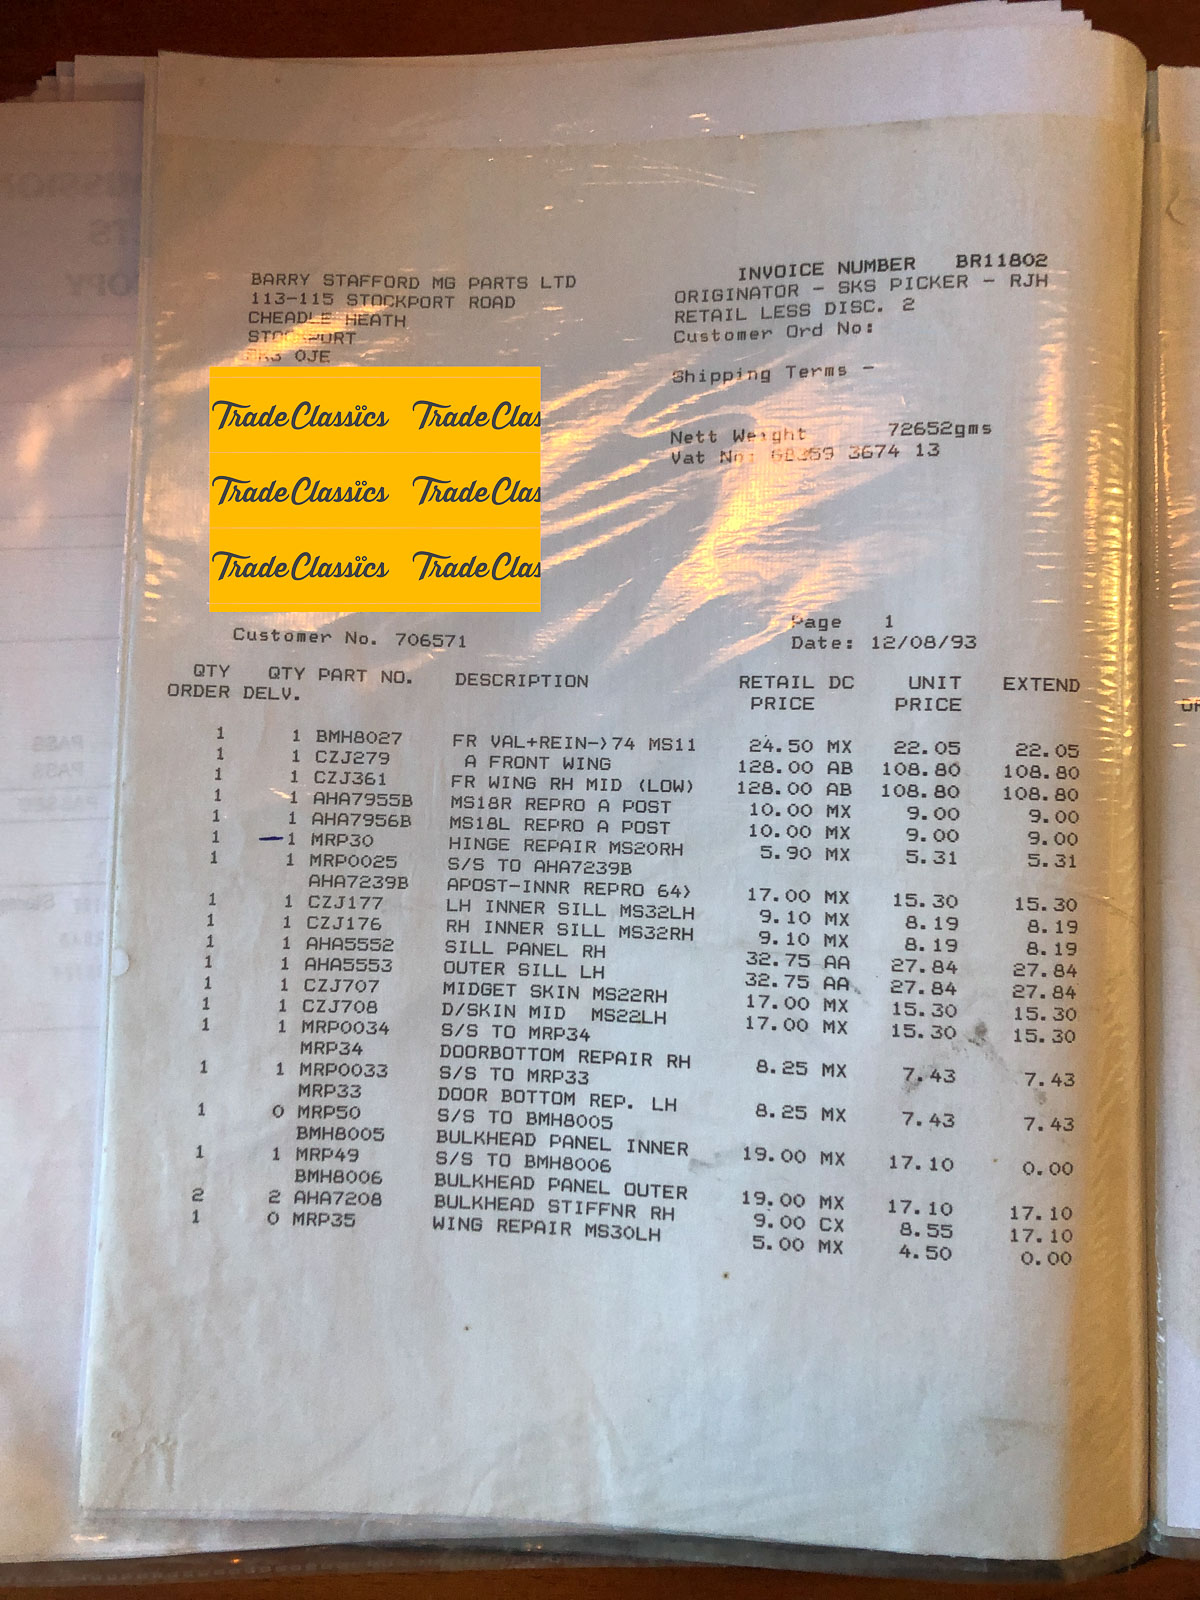 BARRY STAFFORD MG PARTS LTD
113-115 STOCKPORT ROAD
CHEADLE HEATH
STOCKPORT
SK3 0JE
INVOICE NUMBER BR11802
ORIGINATOR - SKS PICKER - RJH
RETAIL LESS DISC. 2
Customer Ord No:
Shipping Terms -
Nett Weight 72652gms
Vat No: 3674 13
TradeClassics TradeClas
TradeClassics TradeClas
TradeClassics TradeClas
Customer No. 706571
Page 1
Date: 12/08/93
QTY QTY PART NO. DESCRIPTION RETAIL DC UNIT EXTEND
ORDER DELV. PRICE PRICE
1 1 BMH8027 FR VAL+REIN->74 MS11 24.50 MX 22.05 22.05
1 1 CZJ279 A FRONT WING 128.00 AB 108.80 108.80
1 1 CZJ361 FR WING RH MID (LOW) 128.00 AB 108.80 108.80
1 1 AHA7955B MS18R REPRO A POST 10.00 MX 9.00 9.00
1 1 AHA7956B MS18L REPRO A POST 10.00 MX 9.00 9.00
1 1 MRP30 HINGE REPAIR MS20RH 5.90 MX 5.31 5.31
1 1 MRP0025 S/S TO AHA7239B
AHA7239B APOST-INNR REPRO 64> 17.00 MX 15.30 15.30
1 1 CZJ177 LH INNER SILL MS32LH 9.10 MX 8.19 8.19
1 1 CZJ176 RH INNER SILL MS32RH 9.10 MX 8.19 8.19
1 1 AHA5552 SILL PANEL RH 32.75 AA 27.84 27.84
1 1 AHA5553 OUTER SILL LH 32.75 AA 27.84 27.84
1 1 CZJ707 MIDGET SKIN MS22RH 17.00 MX 15.30 15.30
1 1 CZJ708 D/SKIN MID MS22LH 17.00 MX 15.30 15.30
1 1 MRP0034 S/S TO MRP34
MRP34 DOORBOTTOM REPAIR RH 8.25 MX 7.43 7.43
1 1 MRP0033 S/S TO MRP33
MRP33 DOOR BOTTOM REP. LH 8.25 MX 7.43 7.43
1 0 MRP50 S/S TO BMH8005
BMH8005 BULKHEAD PANEL INNER 19.00 MX 17.10 0.00
1 1 MRP49 S/S TO BMH8006
BMH8006 BULKHEAD PANEL OUTER 19.00 MX 17.10 17.10
2 2 AHA7208 BULKHEAD STIFFNR RH 9.00 CX 8.55 17.10
1 0 MRP35 WING REPAIR MS30LH 5.00 MX 4.50 0.00